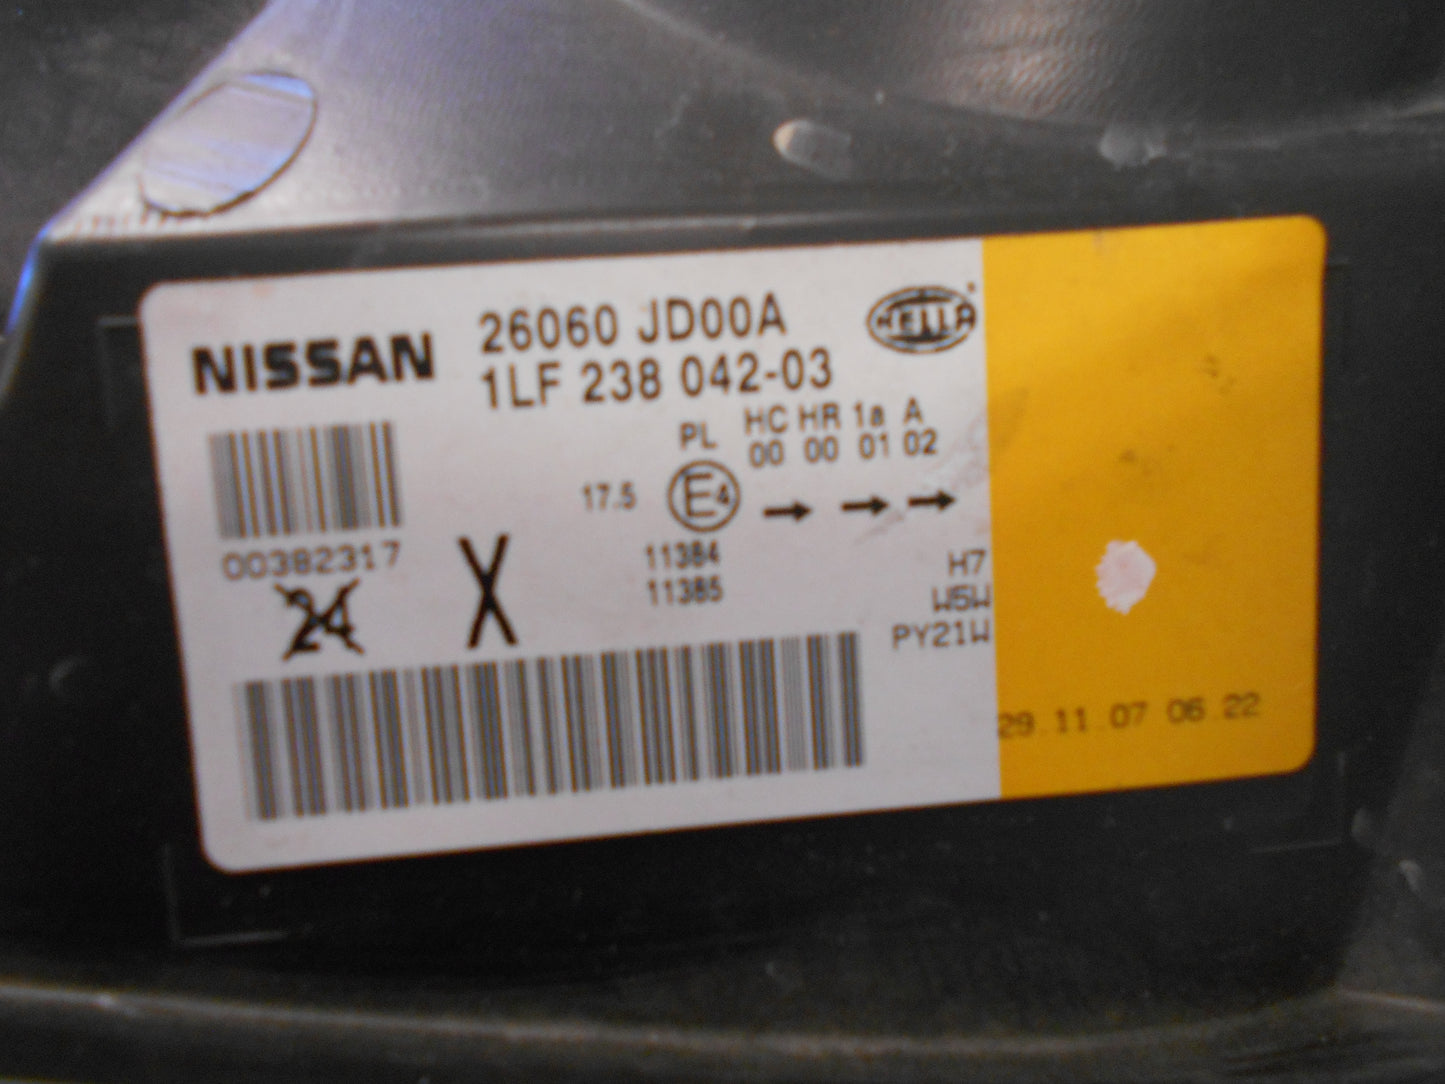 NISSAN
26060 JD00A
1LF 238 042-03
HELLA
PL HC HR 1a A
00 00 01 02
17.5 E4
11384
11385
00382317
24
X
H7
W5W
PY21W
29.11.07 06.22